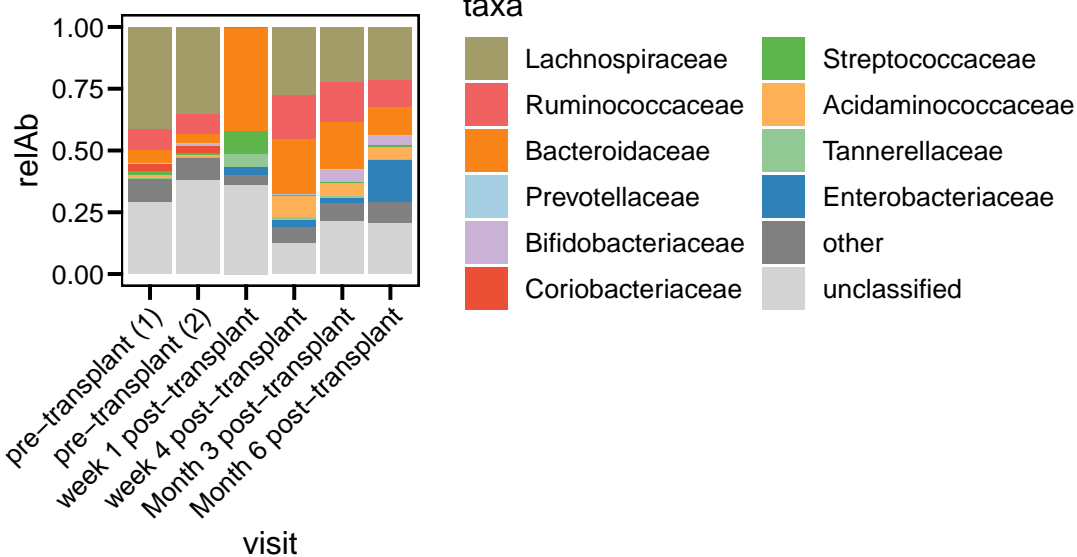 taxa
1.00
0.75
0.50
0.25
0.00
relAb
pre−transplant (1)
pre−transplant (2)
week 1 post−transplant
week 4 post−transplant
Month 3 post−transplant
Month 6 post−transplant
visit
Lachnospiraceae
Ruminococcaceae
Bacteroidaceae
Prevotellaceae
Bifidobacteriaceae
Coriobacteriaceae
Streptococcaceae
Acidaminococcaceae
Tannerellaceae
Enterobacteriaceae
other
unclassified